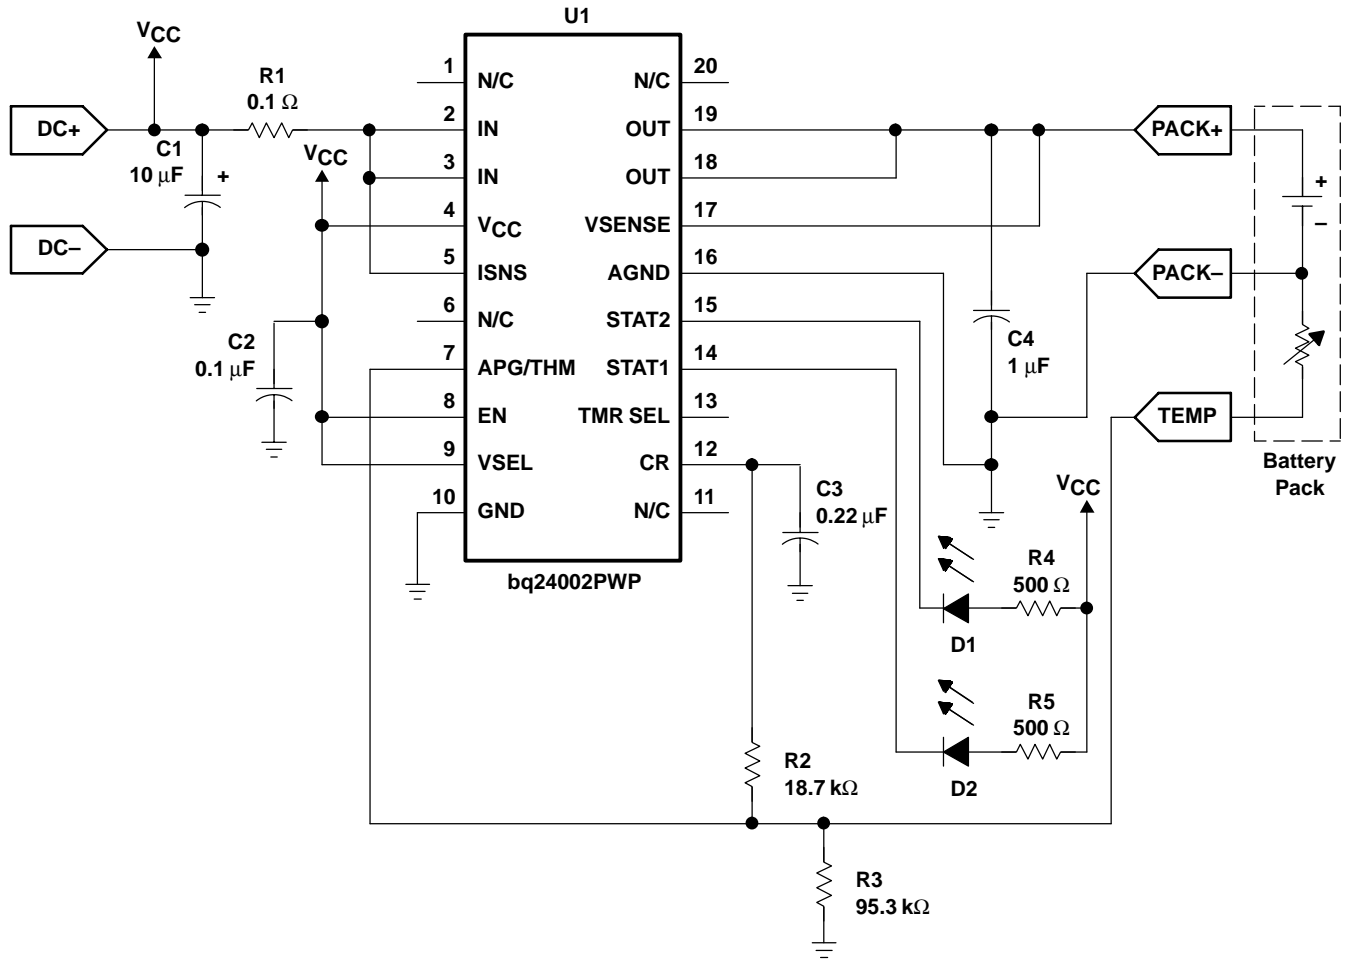 U1
VCC
DC+
C1
10 µF
+
R1
0.1 Ω
DC–
VCC
C2
0.1 µF
1 N/C
2 IN
3 IN
4 VCC
5 ISNS
6 N/C
7 APG/THM
8 EN
9 VSEL
10 GND
N/C 20
OUT 19
OUT 18
VSENSE 17
AGND 16
STAT2 15
STAT1 14
TMR SEL 13
CR 12
N/C 11
bq24002PWP
C3
0.22 µF
C4
1 µF
PACK+
PACK–
TEMP
+
–
Battery
Pack
VCC
R4
500 Ω
D1
R5
500 Ω
D2
R2
18.7 kΩ
R3
95.3 kΩ